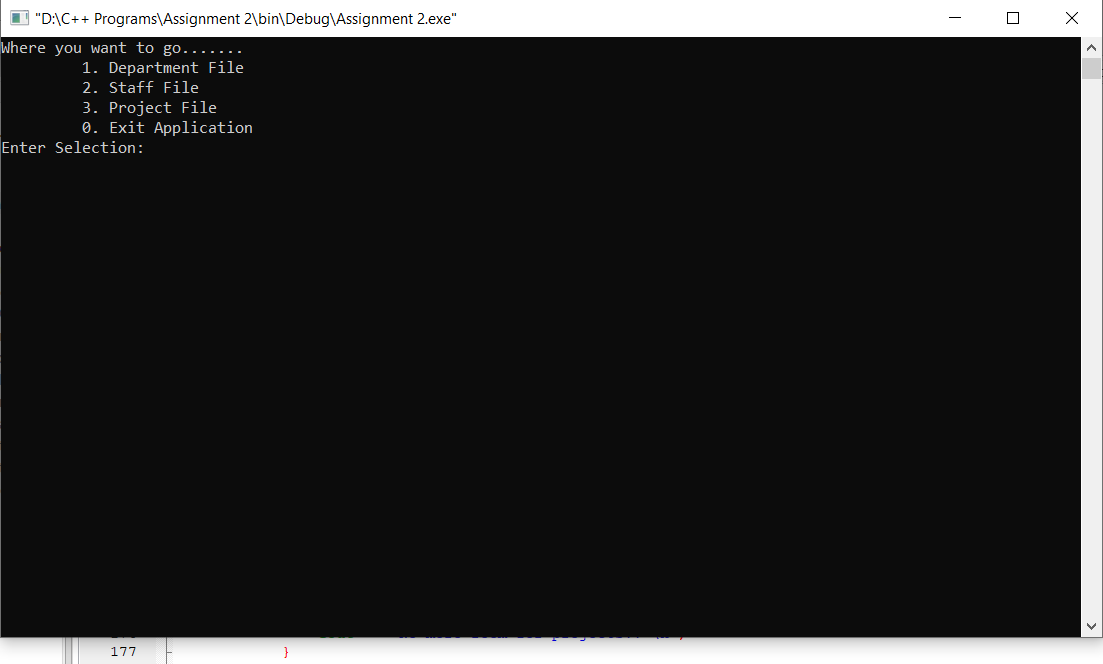 "D:\C++ Programs\Assignment 2\bin\Debug\Assignment 2.exe"
Where you want to go.......
1. Department File
2. Staff File
3. Project File
0. Exit Application
Enter Selection:
177 }